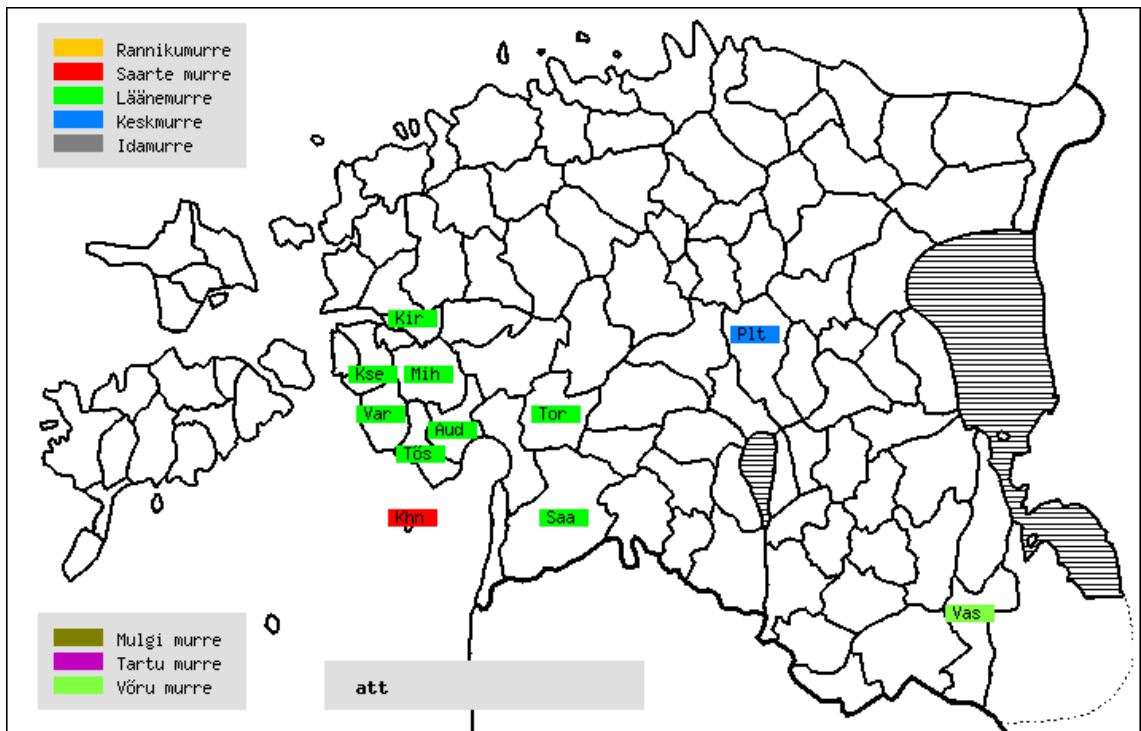 Rannikumurre
Saarte murre
Läänemurre
Keskmurre
Idamurre
Kir
Plt
Kse
Mih
Var
Aud
Tor
Tös
Khn
Saa
Vas
Mulgi murre
Tartu murre
Võru murre
att